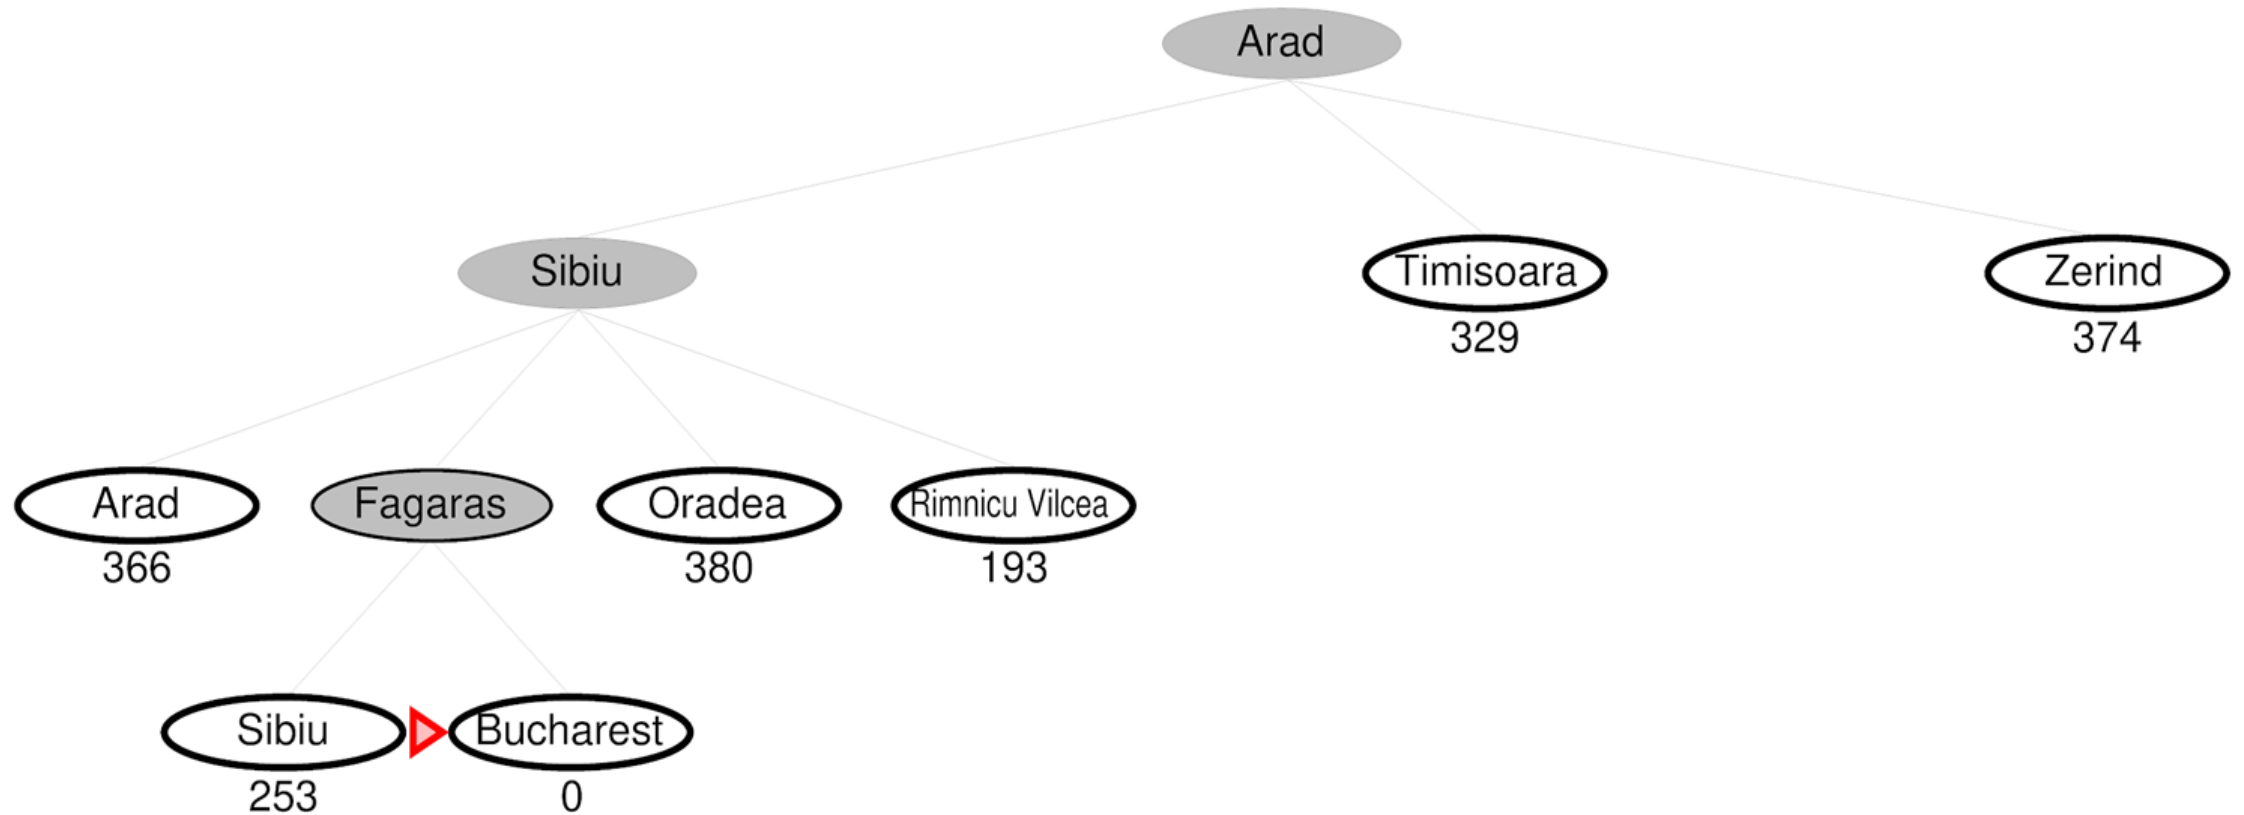 Arad
Sibiu
Timisoara
Zerind
329
374
Arad
Fagaras
Oradea
Rimnicu Vilcea
366
380
193
Sibiu
Bucharest
253
0